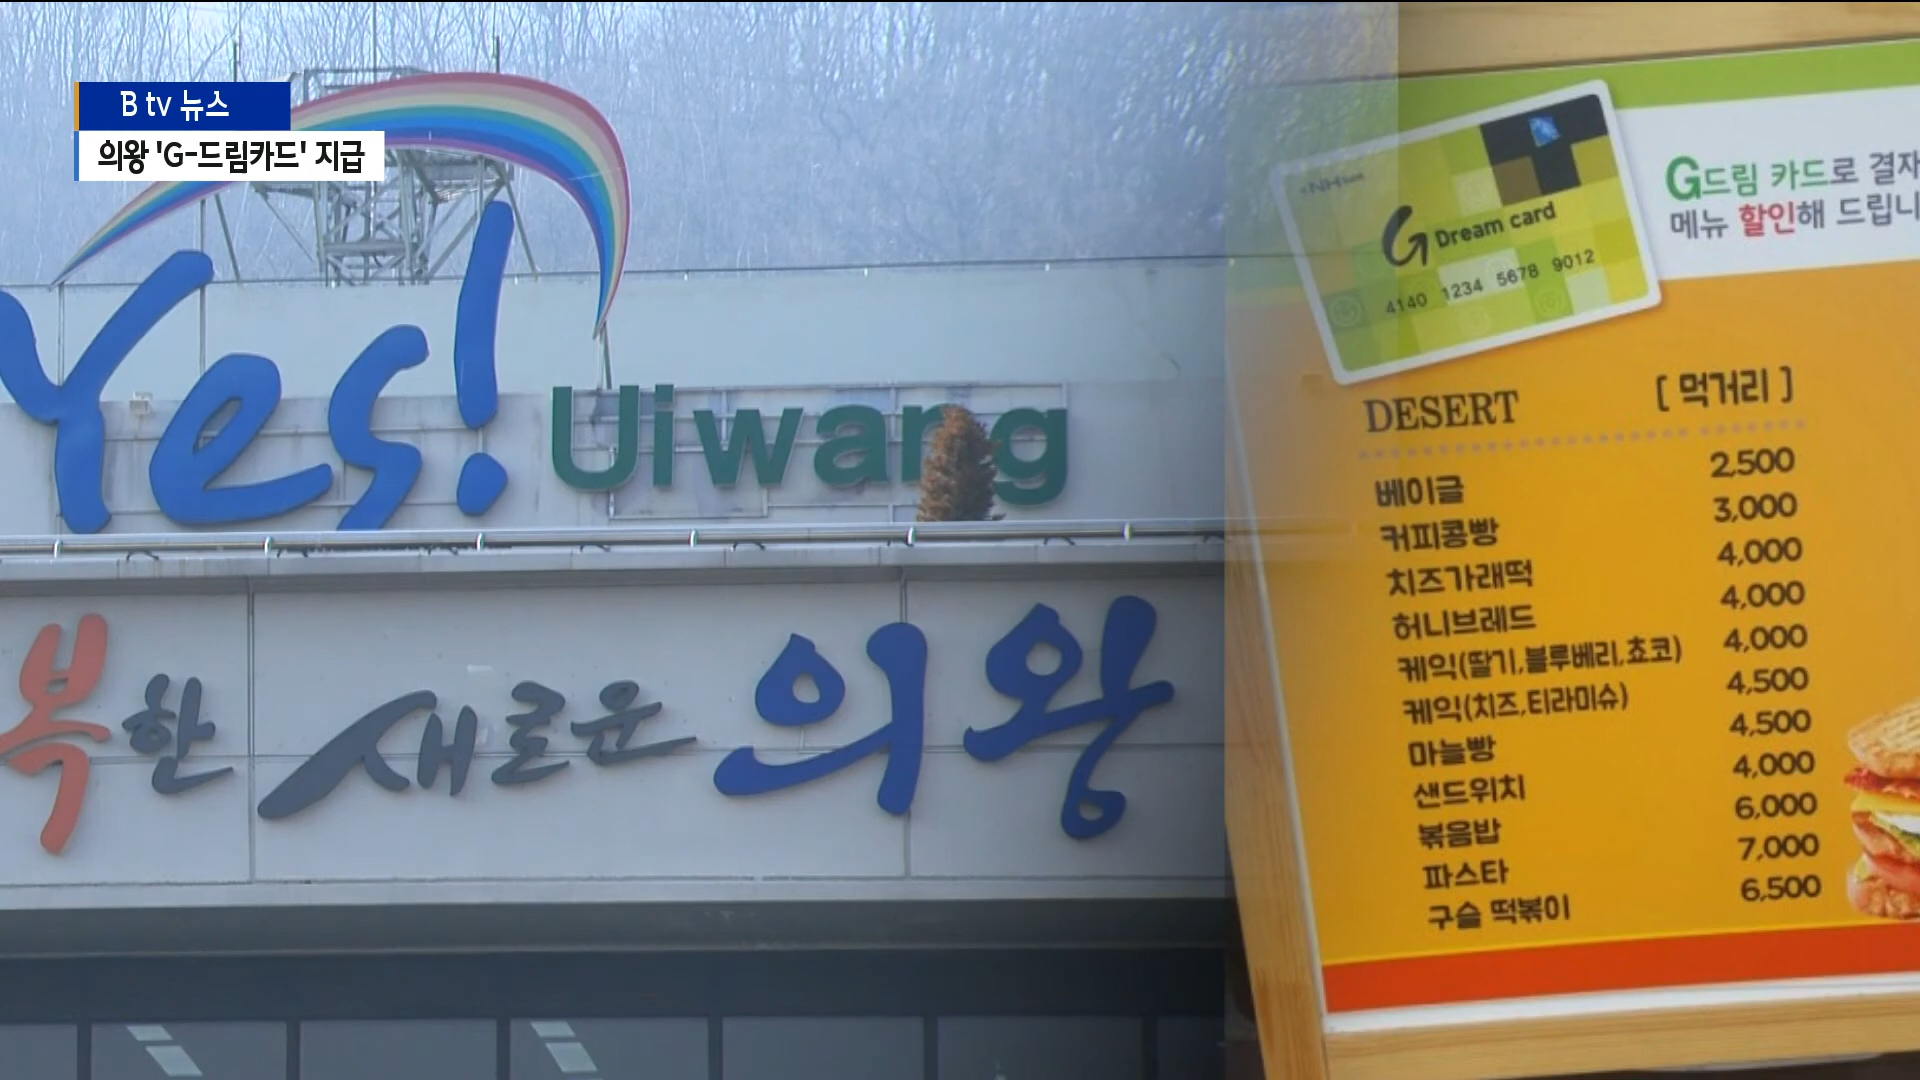 B tv 뉴스
의왕 'G-드림카드' 지급
Yes! Uiwang
복한 새로운 의왕
NH
G Dream card
4140 1234 5678 9012
G드림 카드로 결
메뉴 할인해 드립니
DESERT [ 먹거리 ]
베이글 2,500
커피콩빵 3,000
치즈가래떡 4,000
허니브레드 4,000
케익(딸기,블루베리,쵸코) 4,000
케익(치즈,티라미슈) 4,500
마늘빵 4,500
샌드위치 4,000
볶음밥 6,000
파스타 7,000
구슬 떡볶이 6,500